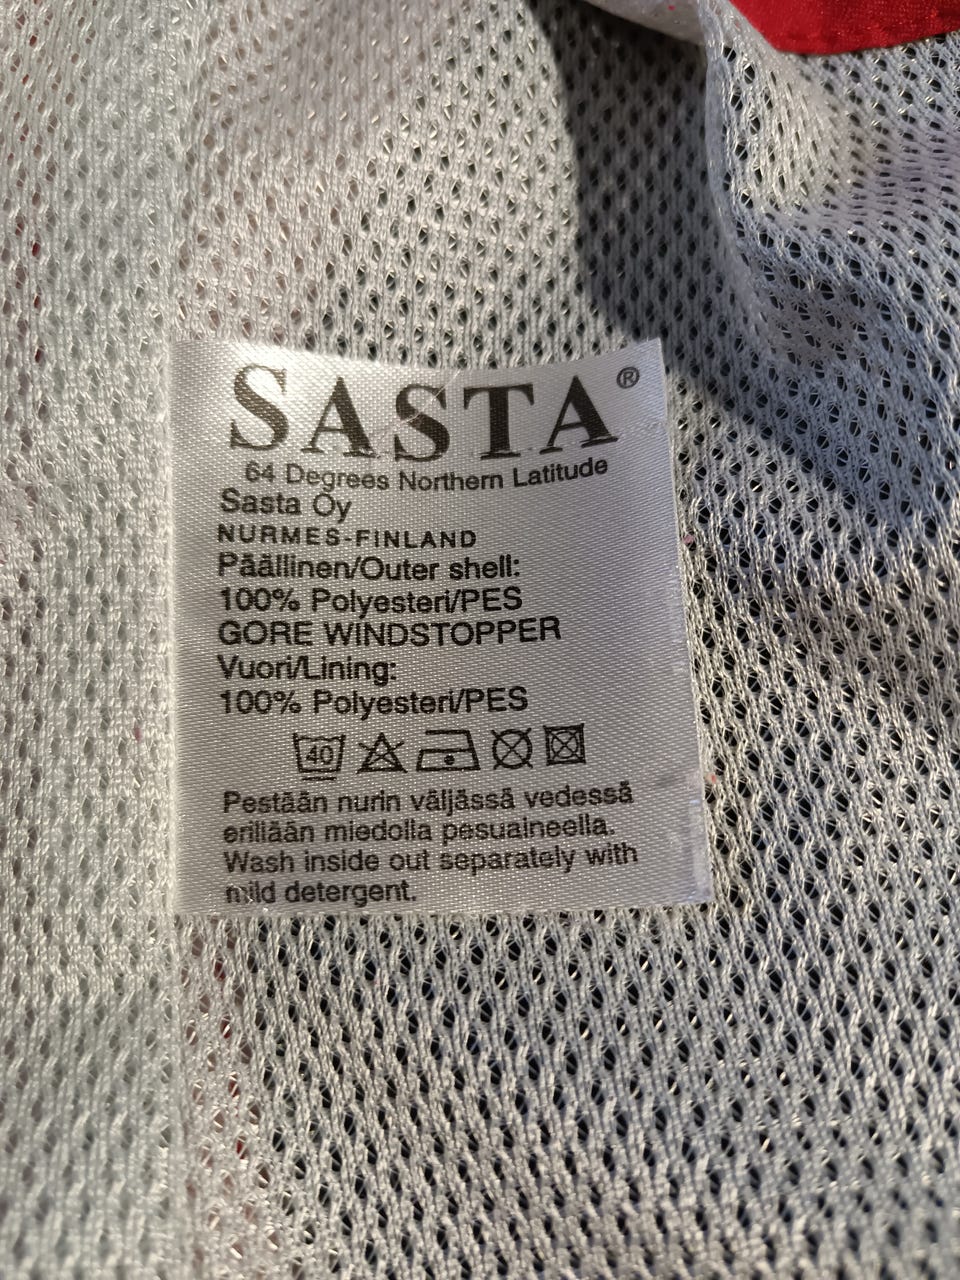 SASTA®
64 Degrees Northern Latitude
Sasta Oy
NURMES-FINLAND
Päällinen/Outer shell:
100% Polyesteri/PES
GORE WINDSTOPPER
Vuori/Lining:
100% Polyesteri/PES
40
Pestään nurin väljässä vedessä
erillään miedolla pesuaineella.
Wash inside out separately with
mild detergent.